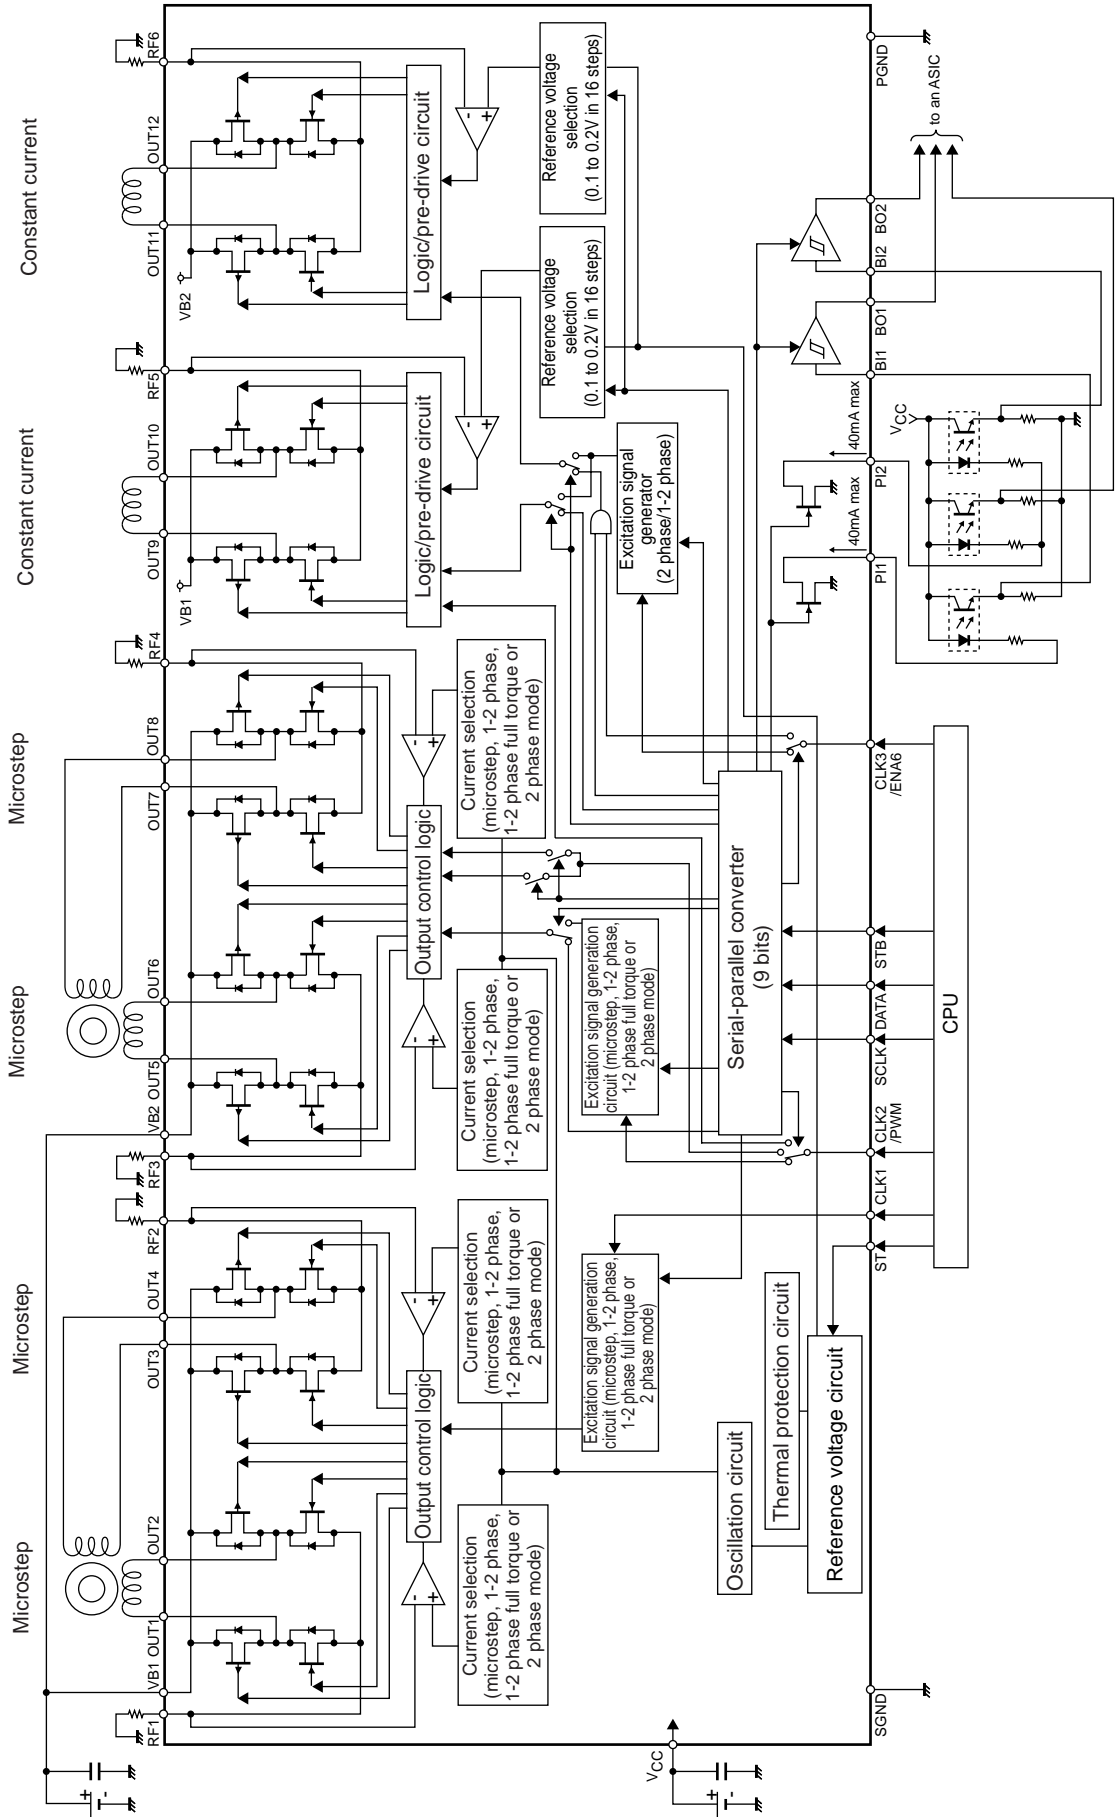 Microstep
Microstep
Microstep
Microstep
Constant current
Constant current
RF1
VB1
OUT1
OUT2
OUT3
OUT4
RF2
RF3
VB2
OUT5
OUT6
OUT7
OUT8
RF4
OUT9
OUT10
RF5
OUT11
OUT12
RF6
VB1
VB2
+
-
Output control logic
Output control logic
Logic/pre-drive circuit
Logic/pre-drive circuit
-
+
-
+
-
+
-
+
-
+
-
+
Current selection
(microstep, 1-2 phase,
1-2 phase full torque or
2 phase mode)
Current selection
(microstep, 1-2 phase,
1-2 phase full torque or
2 phase mode)
Current selection
(microstep, 1-2 phase,
1-2 phase full torque or
2 phase mode)
Current selection
(microstep, 1-2 phase,
1-2 phase full torque or
2 phase mode)
Reference voltage
selection
(0.1 to 0.2V in 16 steps)
Reference voltage
selection
(0.1 to 0.2V in 16 steps)
Excitation signal generation
circuit (microstep, 1-2 phase,
1-2 phase full torque or
2 phase mode)
Excitation signal generation
circuit (microstep, 1-2 phase,
1-2 phase full torque or
2 phase mode)
Excitation signal
generator
(2 phase/1-2 phase)
Oscillation circuit
Thermal protection circuit
Reference voltage circuit
Serial-parallel converter
(9 bits)
VCC
+
-
SGND
ST
CLK1
CLK2
/PWM
SCLK
DATA
STB
CLK3
/ENA6
PI1
40mA max
PI2
40mA max
BI1
BO1
BI2
BO2
PGND
CPU
VCC
to an ASIC